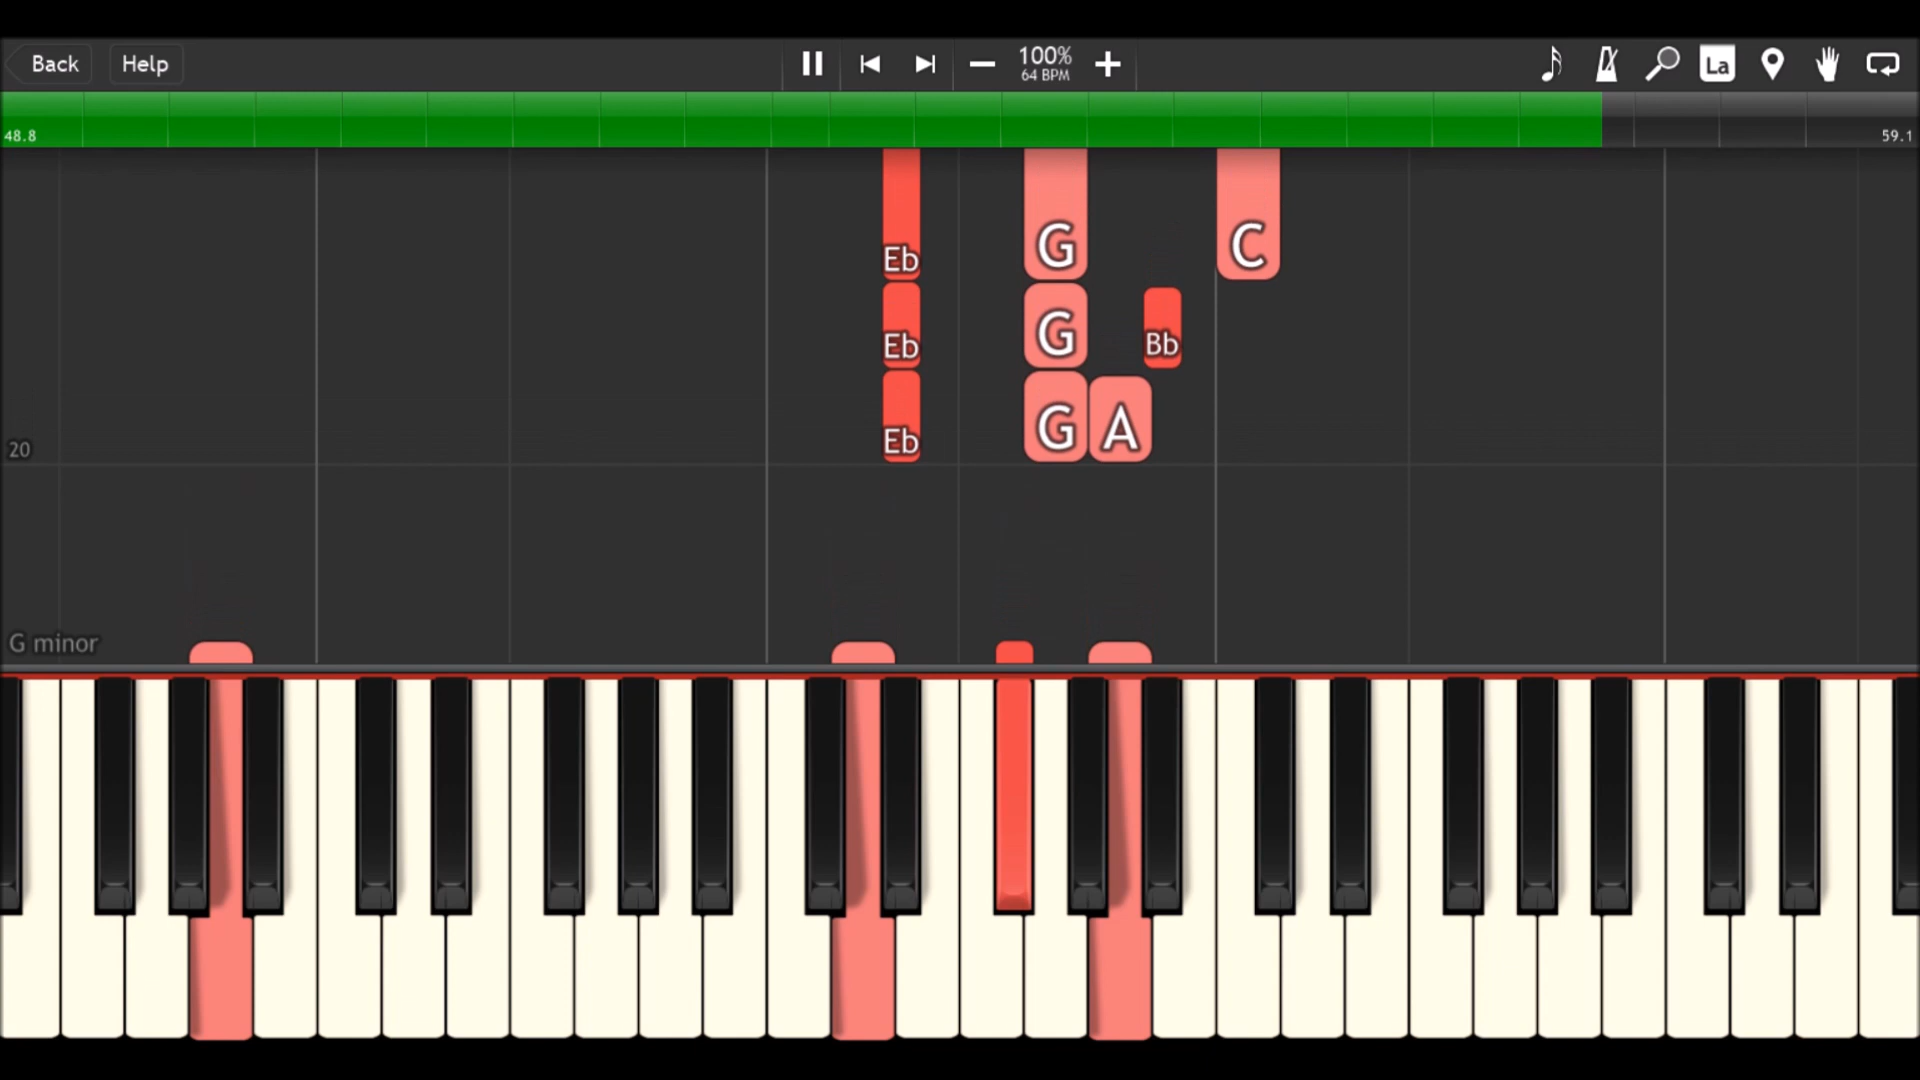 Back Help 100% La
64 BPM
48.8 59.1
Eb G C
Eb G Bb
Eb G A
20
G minor